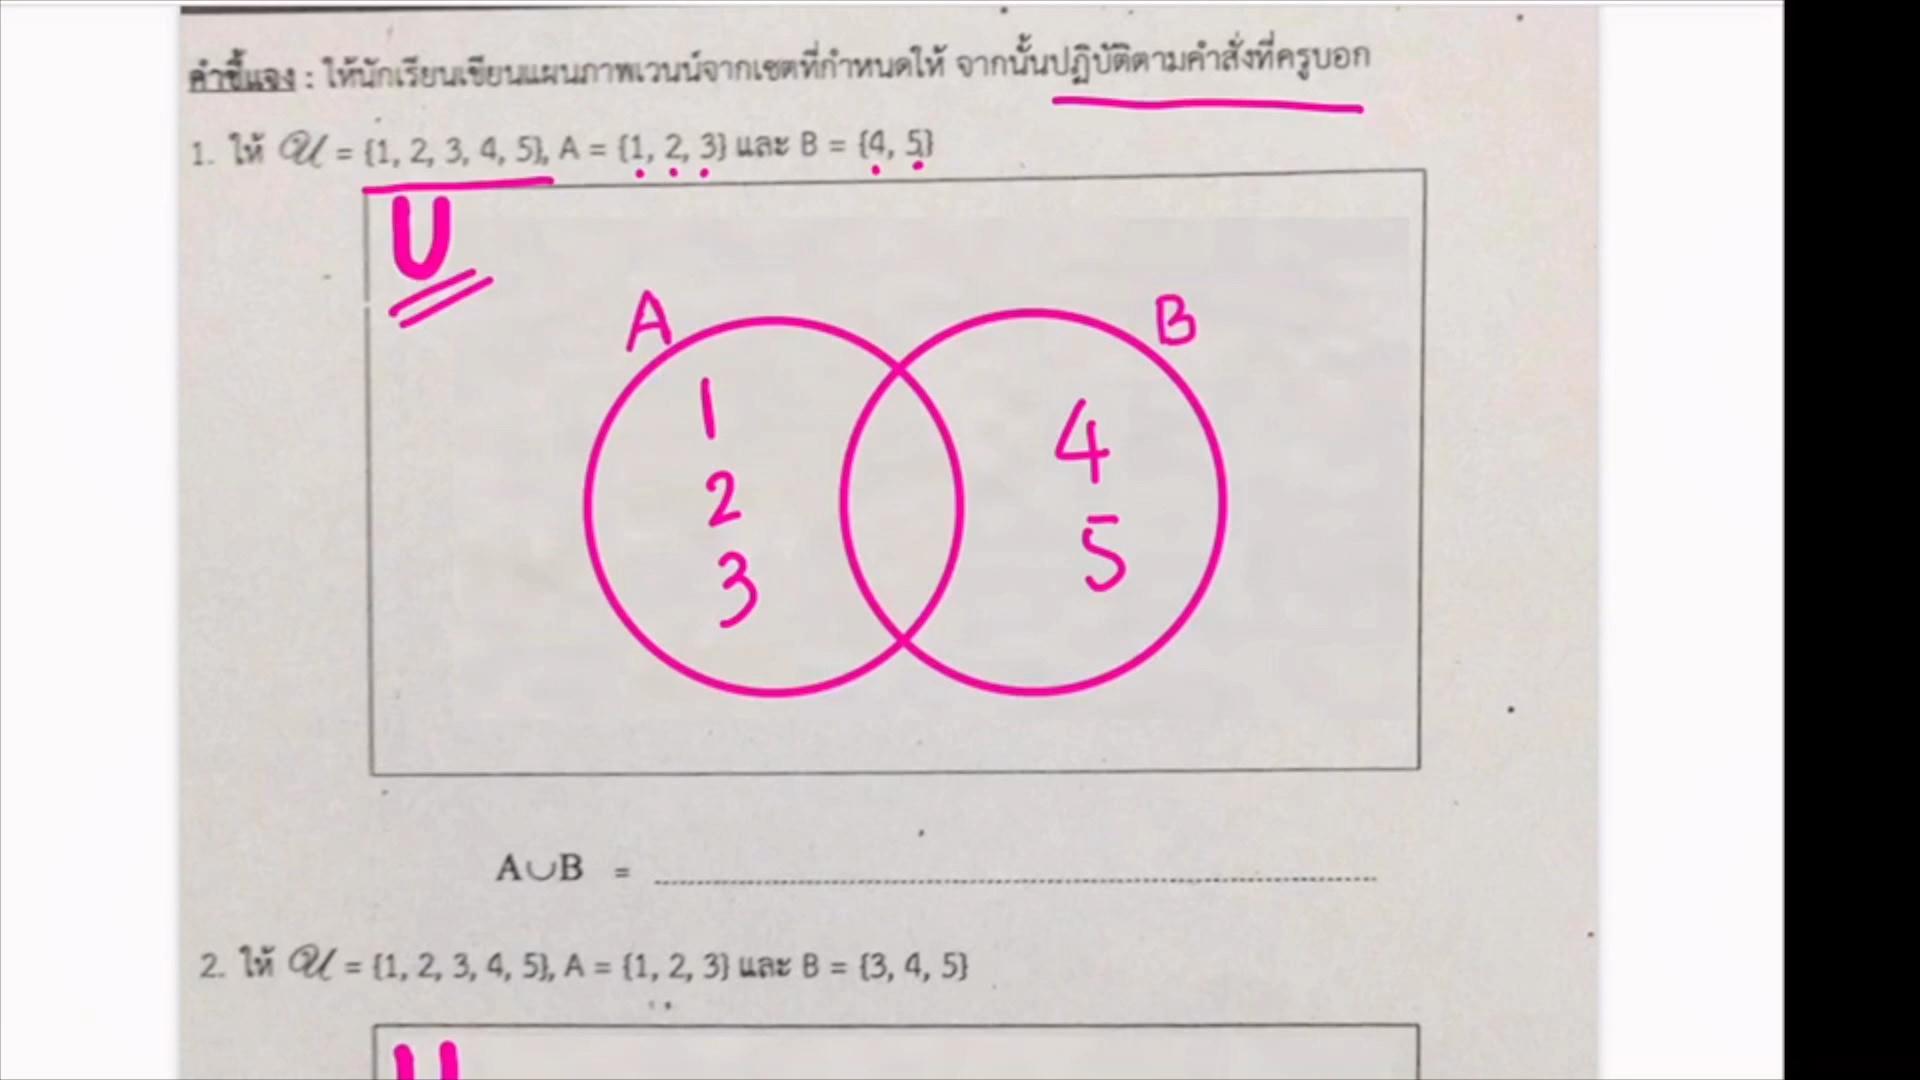 คำชี้แจง : ให้นักเรียนเขียนแผนภาพเวนน์จากเซตที่กำหนดให้ จากนั้นปฏิบัติตามคำสั่งที่ครูบอก
1. ให้ 𝒰 = {1, 2, 3, 4, 5}, A = {1, 2, 3} และ B = {4, 5}
U
A B
1
4
2
5
3
A∪B = ........................
2. ให้ 𝒰 = {1, 2, 3, 4, 5}, A = {1, 2, 3} และ B = {3, 4, 5}
U